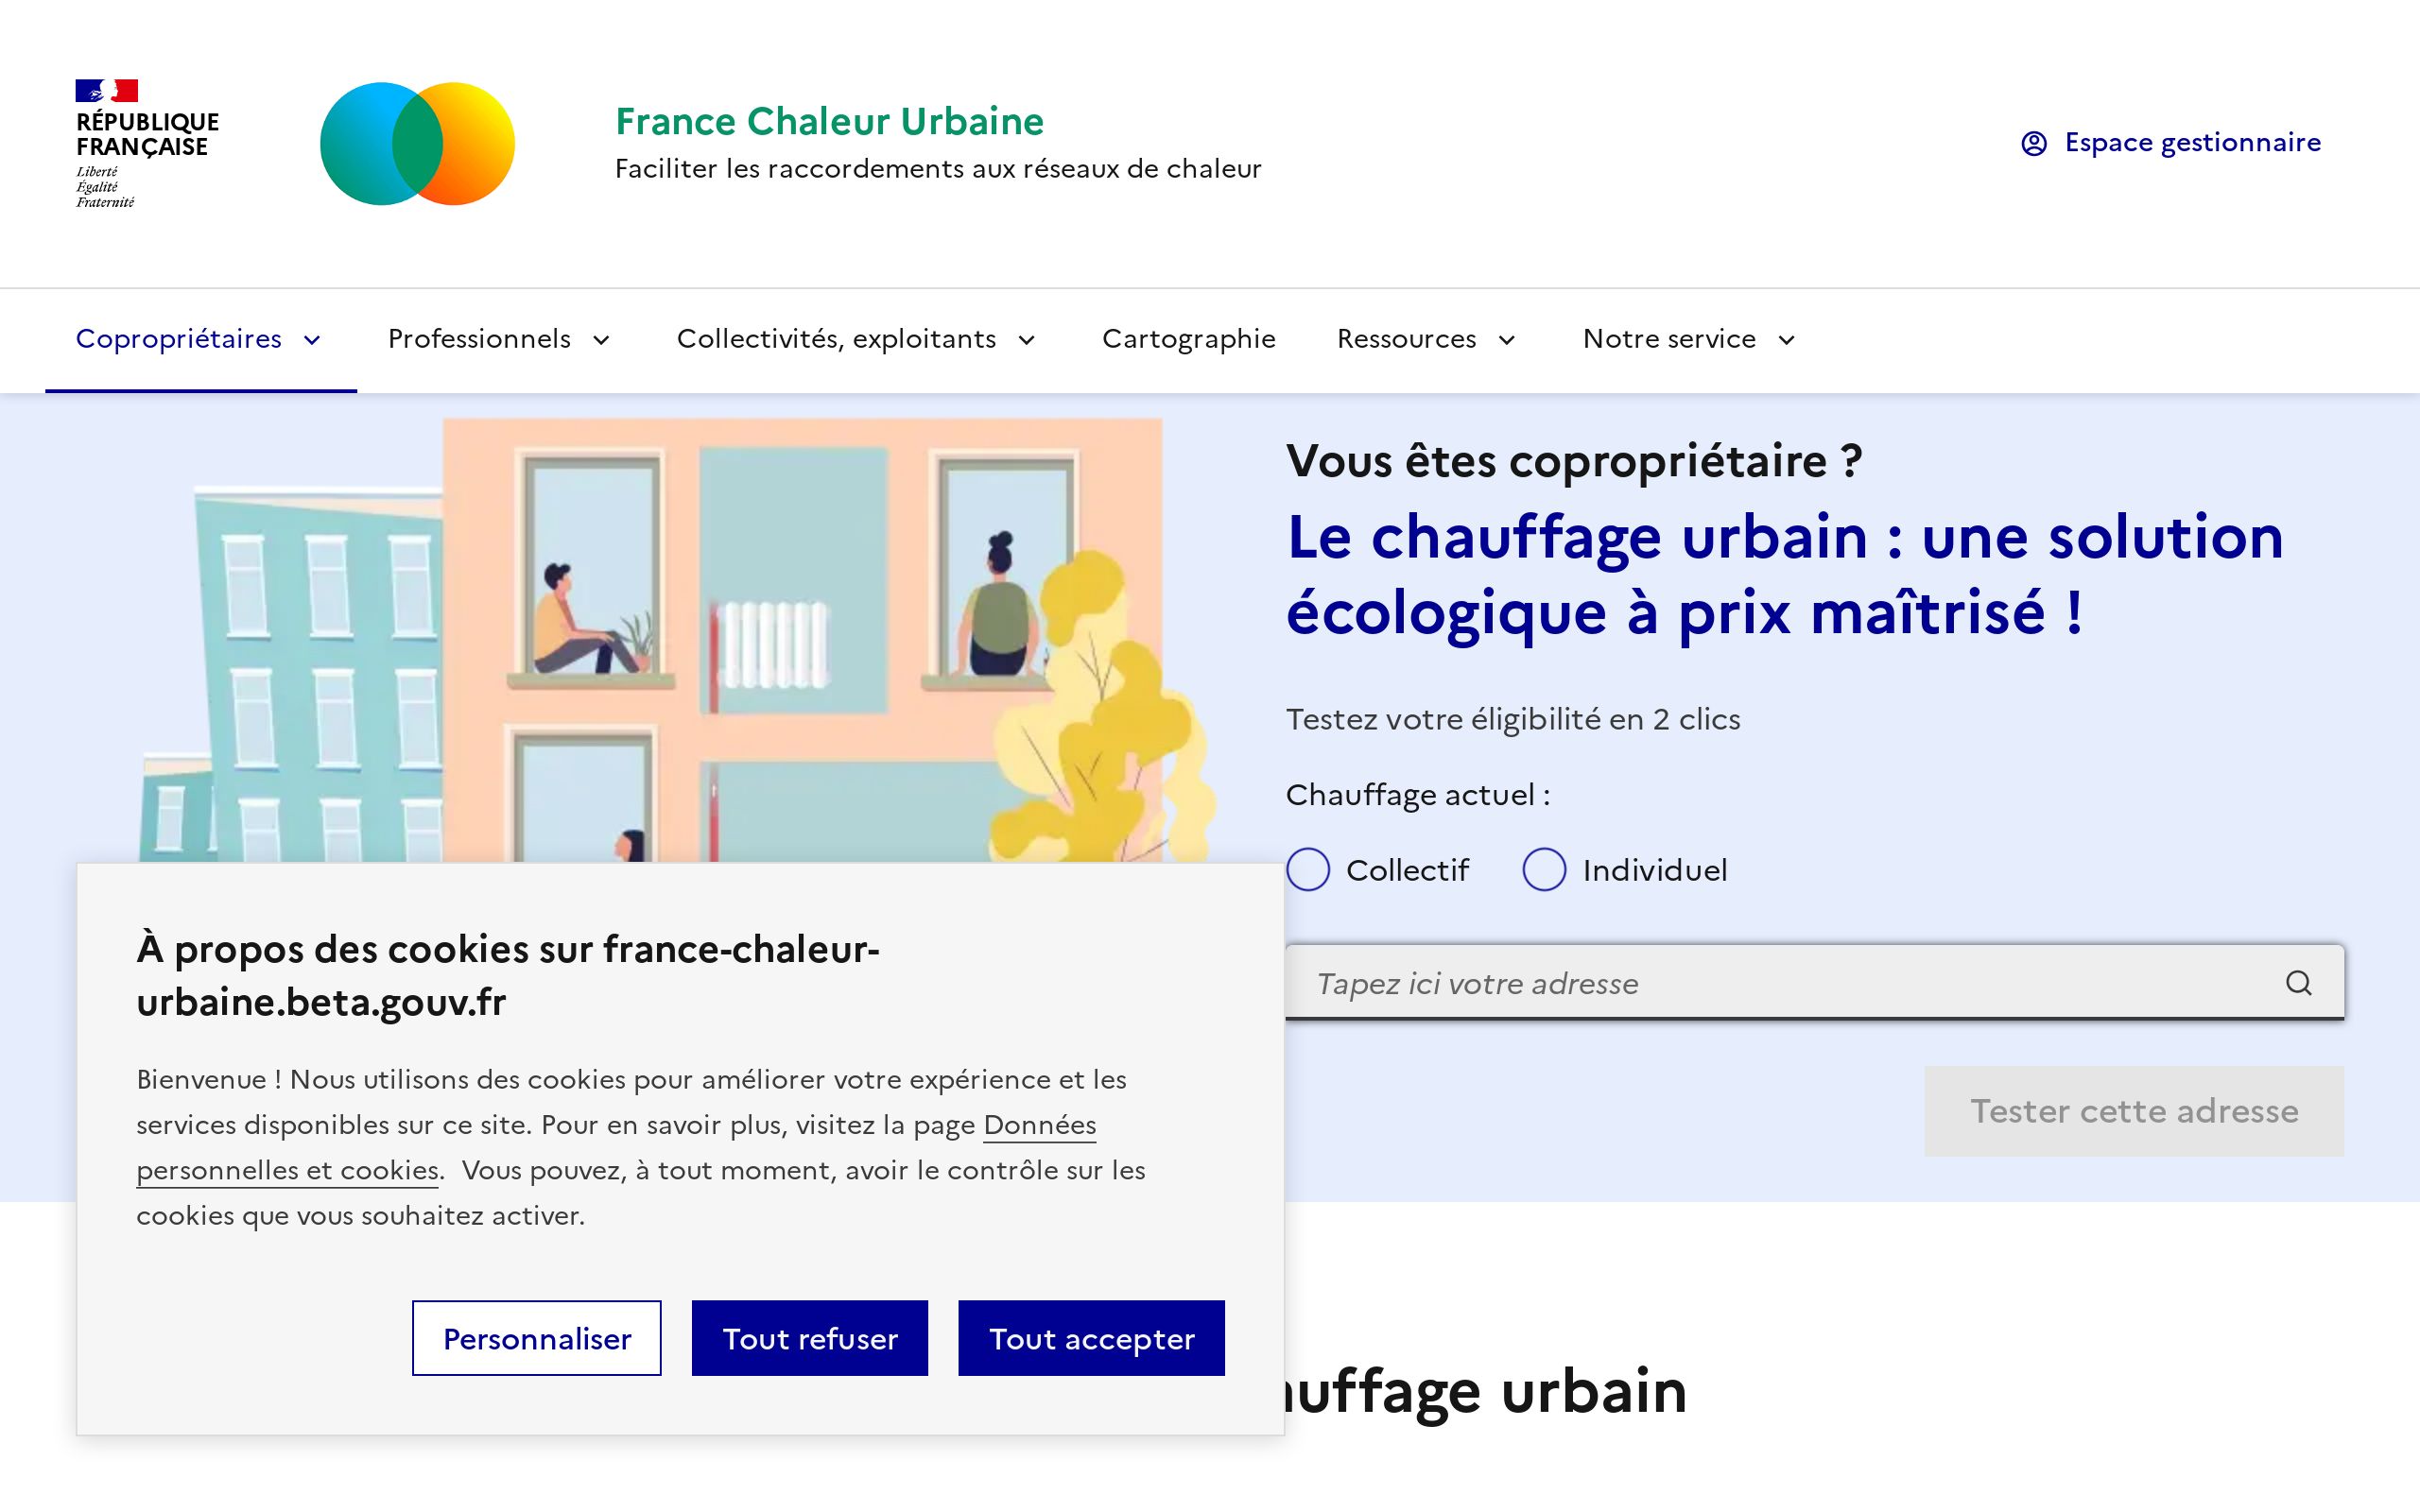 RÉPUBLIQUE
FRANÇAISE
Liberté
Égalité
Fraternité
France Chaleur Urbaine
Faciliter les raccordements aux réseaux de chaleur
Espace gestionnaire
Copropriétaires
Professionnels
Collectivités, exploitants
Cartographie
Ressources
Notre service
Vous êtes copropriétaire ?
Le chauffage urbain : une solution
écologique à prix maîtrisé !
Testez votre éligibilité en 2 clics
Chauffage actuel :
Collectif
Individuel
Tapez ici votre adresse
Tester cette adresse
À propos des cookies sur france-chaleur-
urbaine.beta.gouv.fr
Bienvenue ! Nous utilisons des cookies pour améliorer votre expérience et les
services disponibles sur ce site. Pour en savoir plus, visitez la page Données
personnelles et cookies. Vous pouvez, à tout moment, avoir le contrôle sur les
cookies que vous souhaitez activer.
Personnaliser
Tout refuser
Tout accepter
urbain